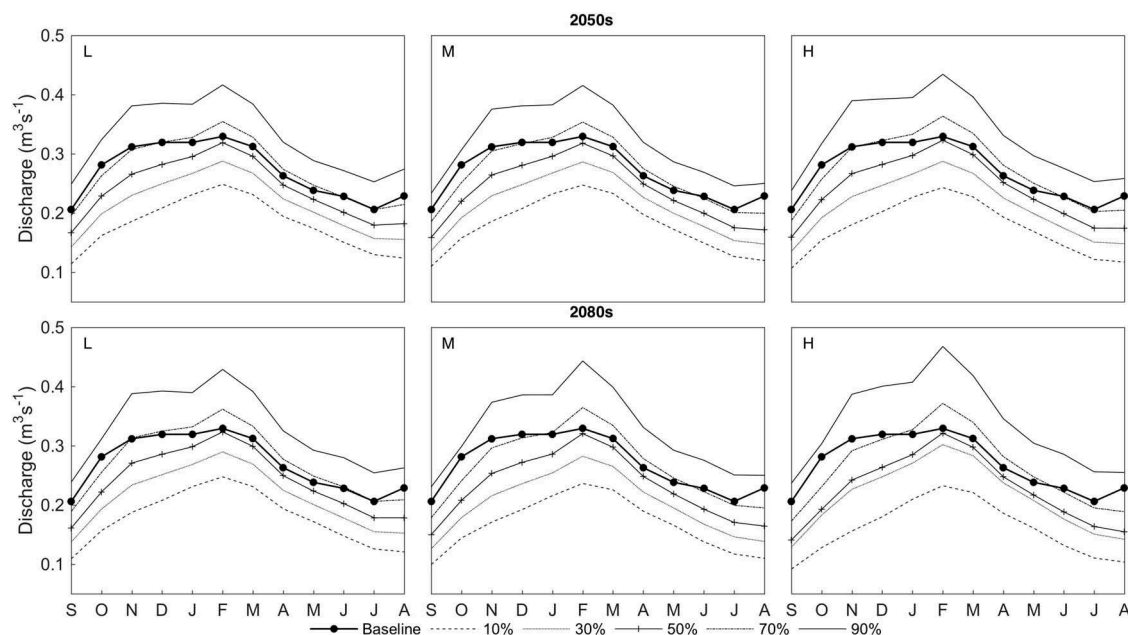 2050s
L
M
H
0.5
0.4
0.3
0.2
0.1
Discharge (m³s⁻¹)
2080s
L
M
H
0.5
0.4
0.3
0.2
0.1
Discharge (m³s⁻¹)
S O N D J F M A M J J A
S O N D J F M A M J J A
S O N D J F M A M J J A
Baseline 10% 30% 50% 70% 90%